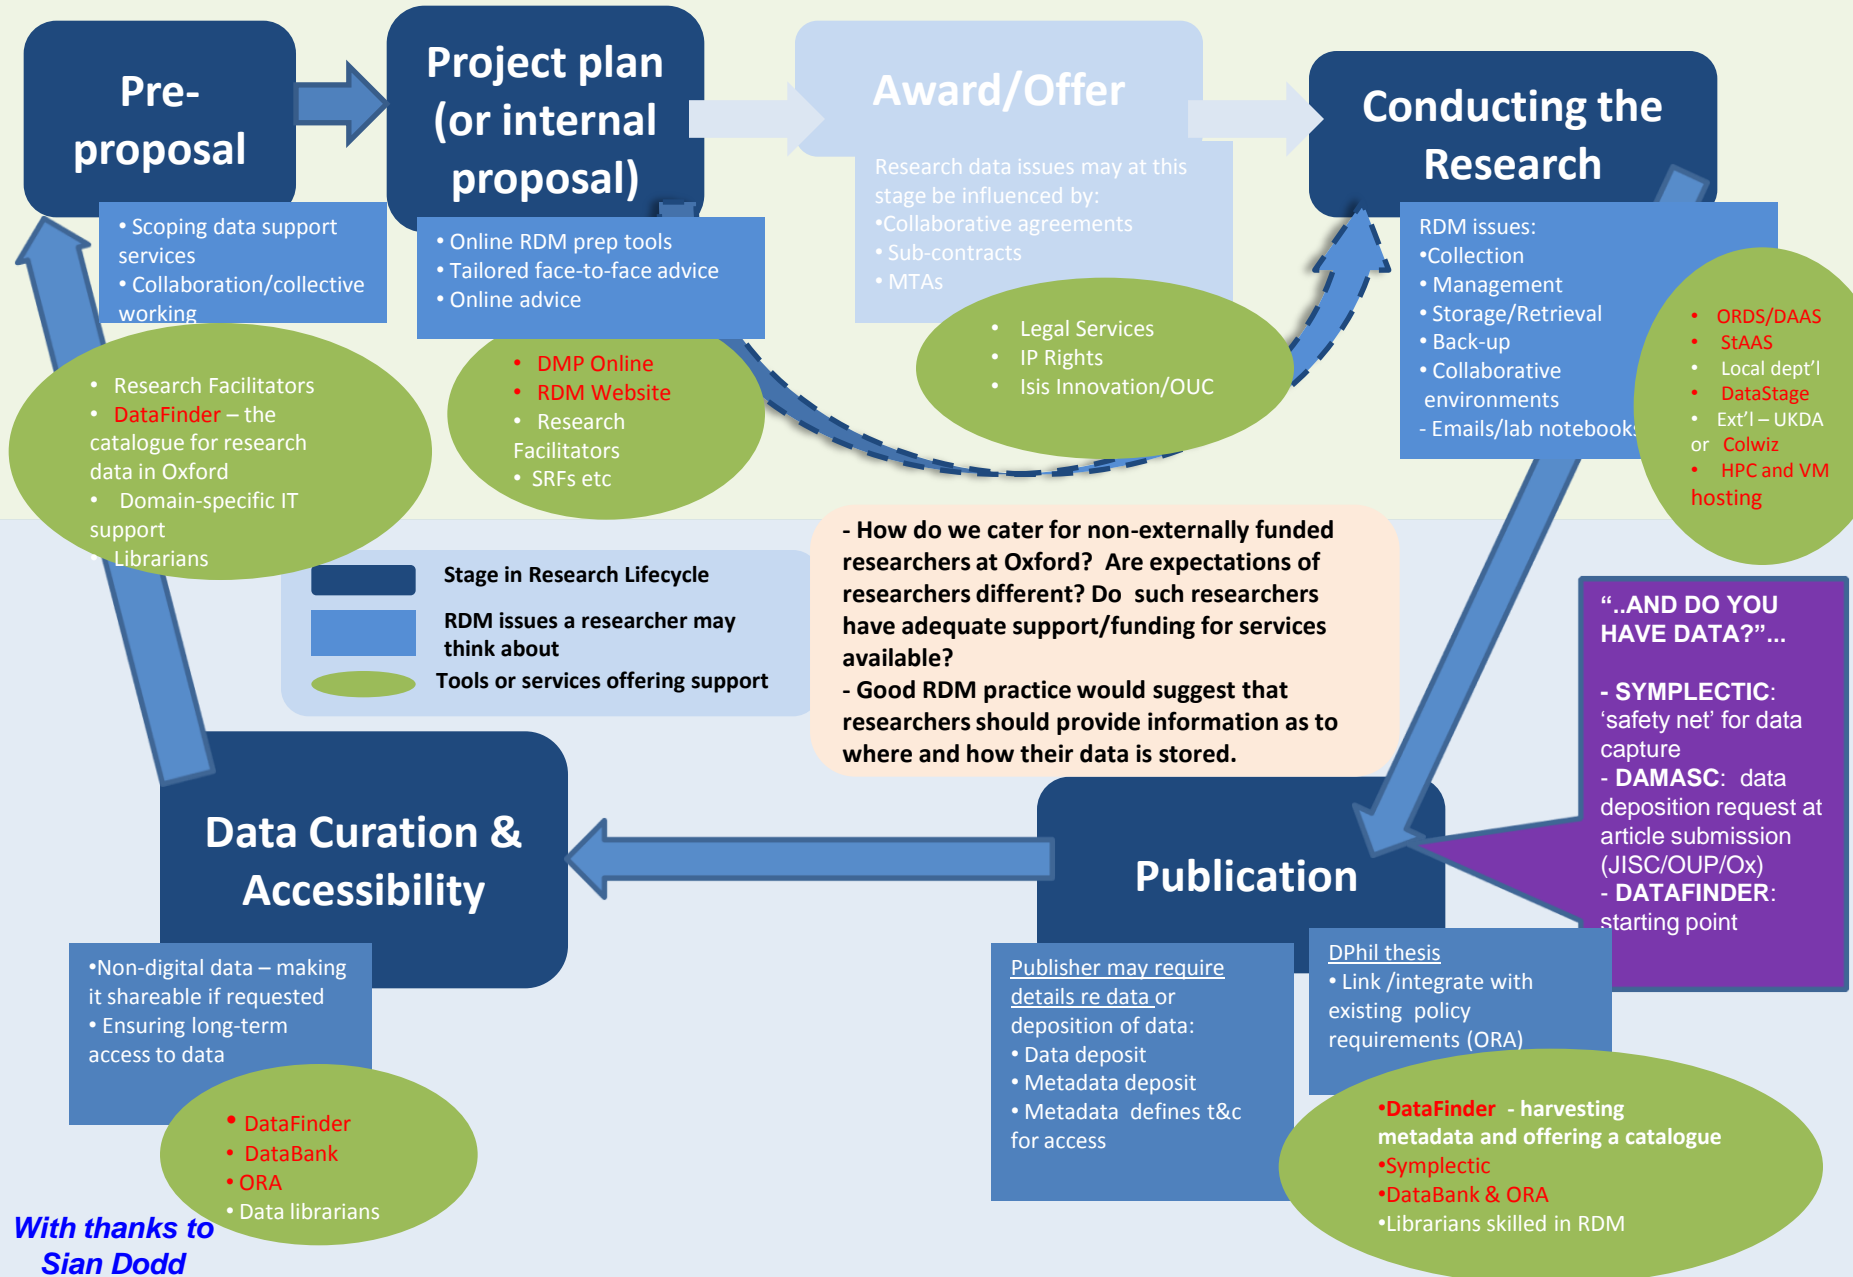 Pre-
proposal
• Scoping data support
services
• Collaboration/collective
working
• Research Facilitators
• DataFinder – the
catalogue for research
data in Oxford
• Domain-specific IT
support
• Librarians
Project plan
(or internal
proposal)
• Online RDM prep tools
• Tailored face-to-face advice
• Online advice
• DMP Online
• RDM Website
• Research
Facilitators
• SRFs etc
Award/Offer
Research data issues may at this
stage be influenced by:
•Collaborative agreements
• Sub-contracts
• MTAs
• Legal Services
• IP Rights
• Isis Innovation/OUC
Conducting the
Research
RDM issues:
•Collection
• Management
• Storage/Retrieval
• Back-up
• Collaborative
environments
- Emails/lab notebooks
• ORDS/DAAS
• StAAS
• Local dept'l
• DataStage
• Ext'l – UKDA
or Colwiz
• HPC and VM
hosting
Stage in Research Lifecycle
RDM issues a researcher may
think about
Tools or services offering support
- How do we cater for non-externally funded
researchers at Oxford? Are expectations of
researchers different? Do such researchers
have adequate support/funding for services
available?
- Good RDM practice would suggest that
researchers should provide information as to
where and how their data is stored.
“..AND DO YOU
HAVE DATA?”...
- SYMPLECTIC:
‘safety net’ for data
capture
- DAMASC: data
deposition request at
article submission
(JISC/OUP/Ox)
- DATAFINDER:
starting point
Data Curation &
Accessibility
•Non-digital data – making
it shareable if requested
• Ensuring long-term
access to data
• DataFinder
• DataBank
• ORA
• Data librarians
Publication
Publisher may require
details re data or
deposition of data:
• Data deposit
• Metadata deposit
• Metadata defines t&c
for access
DPhil thesis
• Link /integrate with
existing policy
requirements (ORA)
•DataFinder - harvesting
metadata and offering a catalogue
•Symplectic
•DataBank & ORA
•Librarians skilled in RDM
With thanks to
Sian Dodd